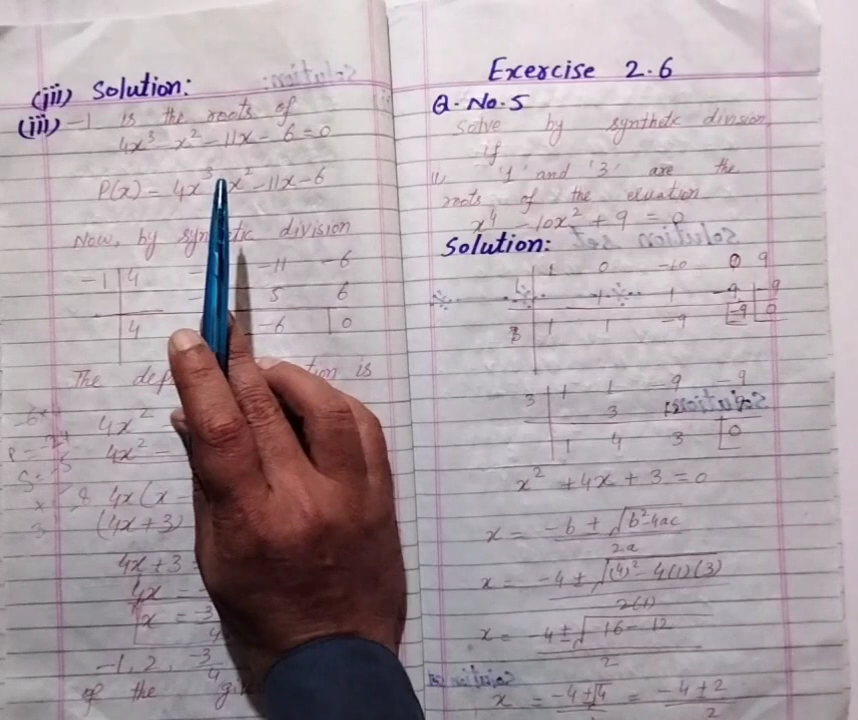 (iii) Solution:
(iii) -1 is the roots of
4x³ - x² - 11x - 6 = 0
P(x) = 4x³ x² - 11x - 6
Now, by division
-1 | 4 -11 -6
5 6
4 -6 | 0
The is
4x²
4x² -
4x(x -
(4x+3)
4x + 3
4x =
x = -3/4
-1, 2, -3/4
of the
Exercise 2.6
Q. No. 5
Solve by synthetic division
if
'1' and '3' are the
roots of the
x⁴ - 10x² + 9 = 0
Solution:
1 0 -10 0 9
1 1 -9 -9
3 1 1 -9 |-9 |0
3 | 1 1 -9 -9
3
1 4 3 |0
x² + 4x + 3 = 0
x = -b ± √b²-4ac / 2a
x = -4 ± √(4)² - 4(1)(3) / 2(1)
x = -4 ± √16 - 12 / 2
x = -4 ± √4 / = -4 ± 2 / 2